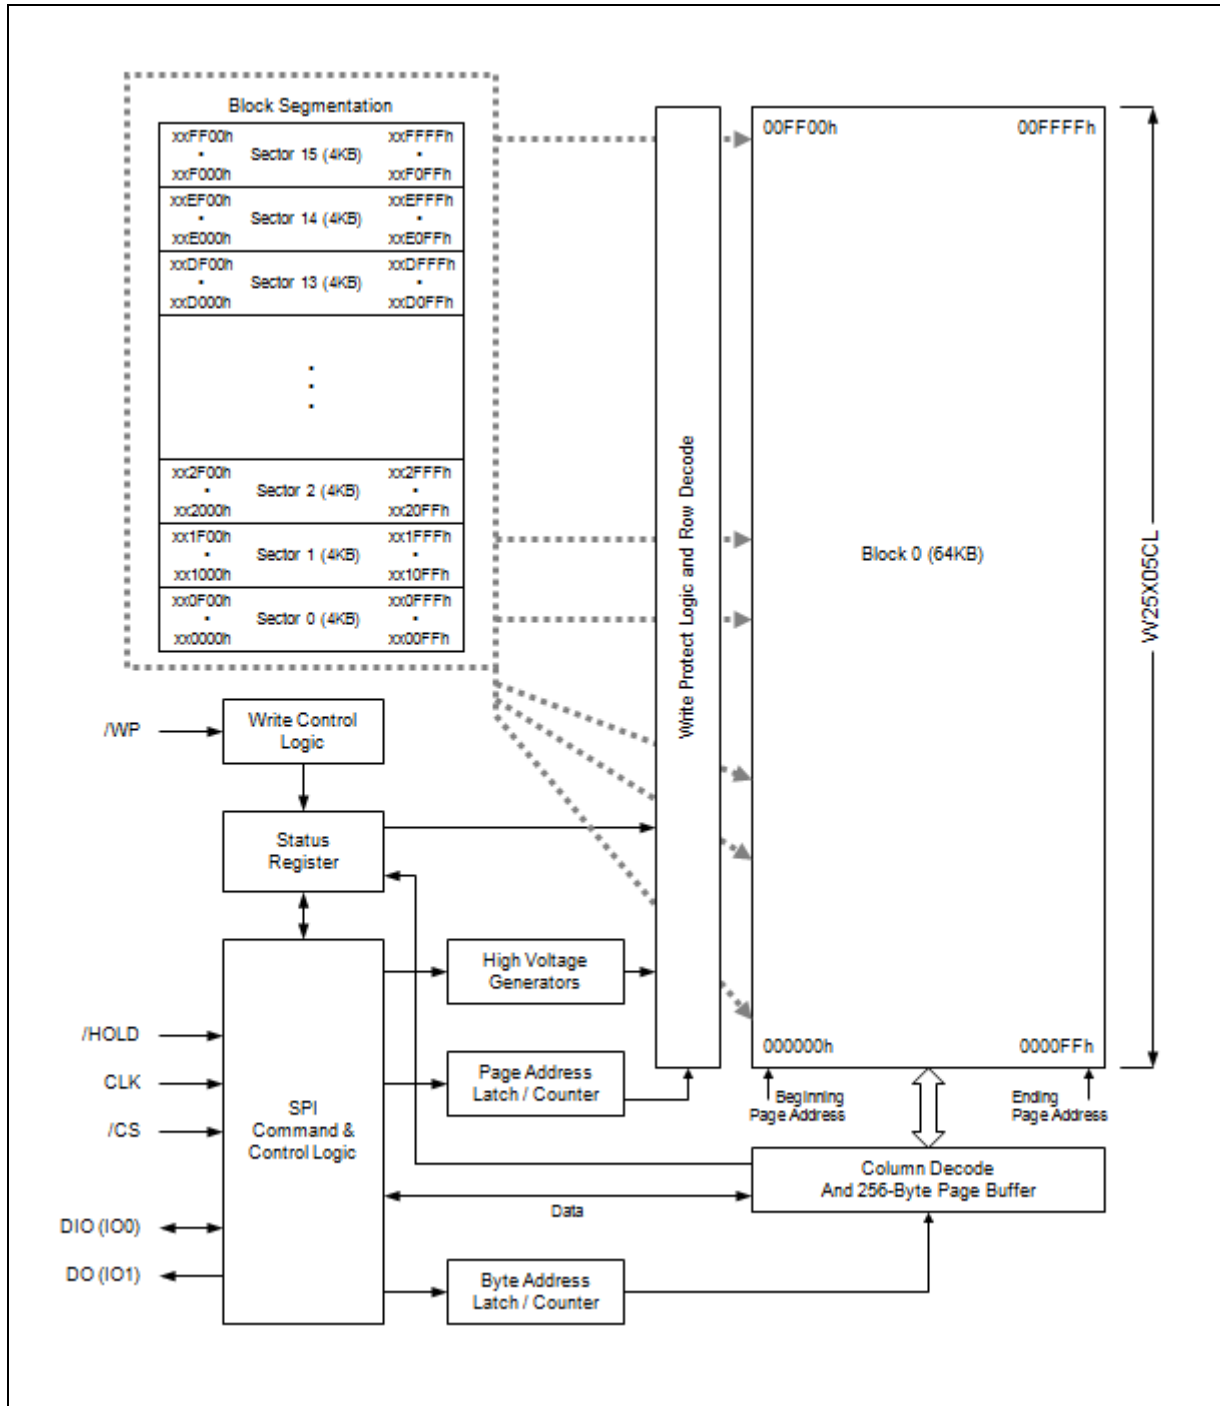 Block Segmentation
xxFF00h xxFFFFh
Sector 15 (4KB)
xxF000h xxF0FFh
xxEF00h xxEFFFh
Sector 14 (4KB)
xxE000h xxE0FFh
xxDF00h xxDFFFh
Sector 13 (4KB)
xxD000h xxD0FFh
xx2F00h xx2FFFh
Sector 2 (4KB)
xx2000h xx20FFh
xx1F00h xx1FFFh
Sector 1 (4KB)
xx1000h xx10FFh
xx0F00h xx0FFFh
Sector 0 (4KB)
xx0000h xx00FFh
Write Protect Logic and Row Decode
00FF00h 00FFFFh
Block 0 (64KB)
000000h 0000FFh
W25X05CL
Beginning
Page Address
Ending
Page Address
/WP
Write Control
Logic
Status
Register
High Voltage
Generators
/HOLD
CLK
/CS
DIO (IO0)
DO (IO1)
SPI
Command &
Control Logic
Page Address
Latch / Counter
Column Decode
And 256-Byte Page Buffer
Data
Byte Address
Latch / Counter